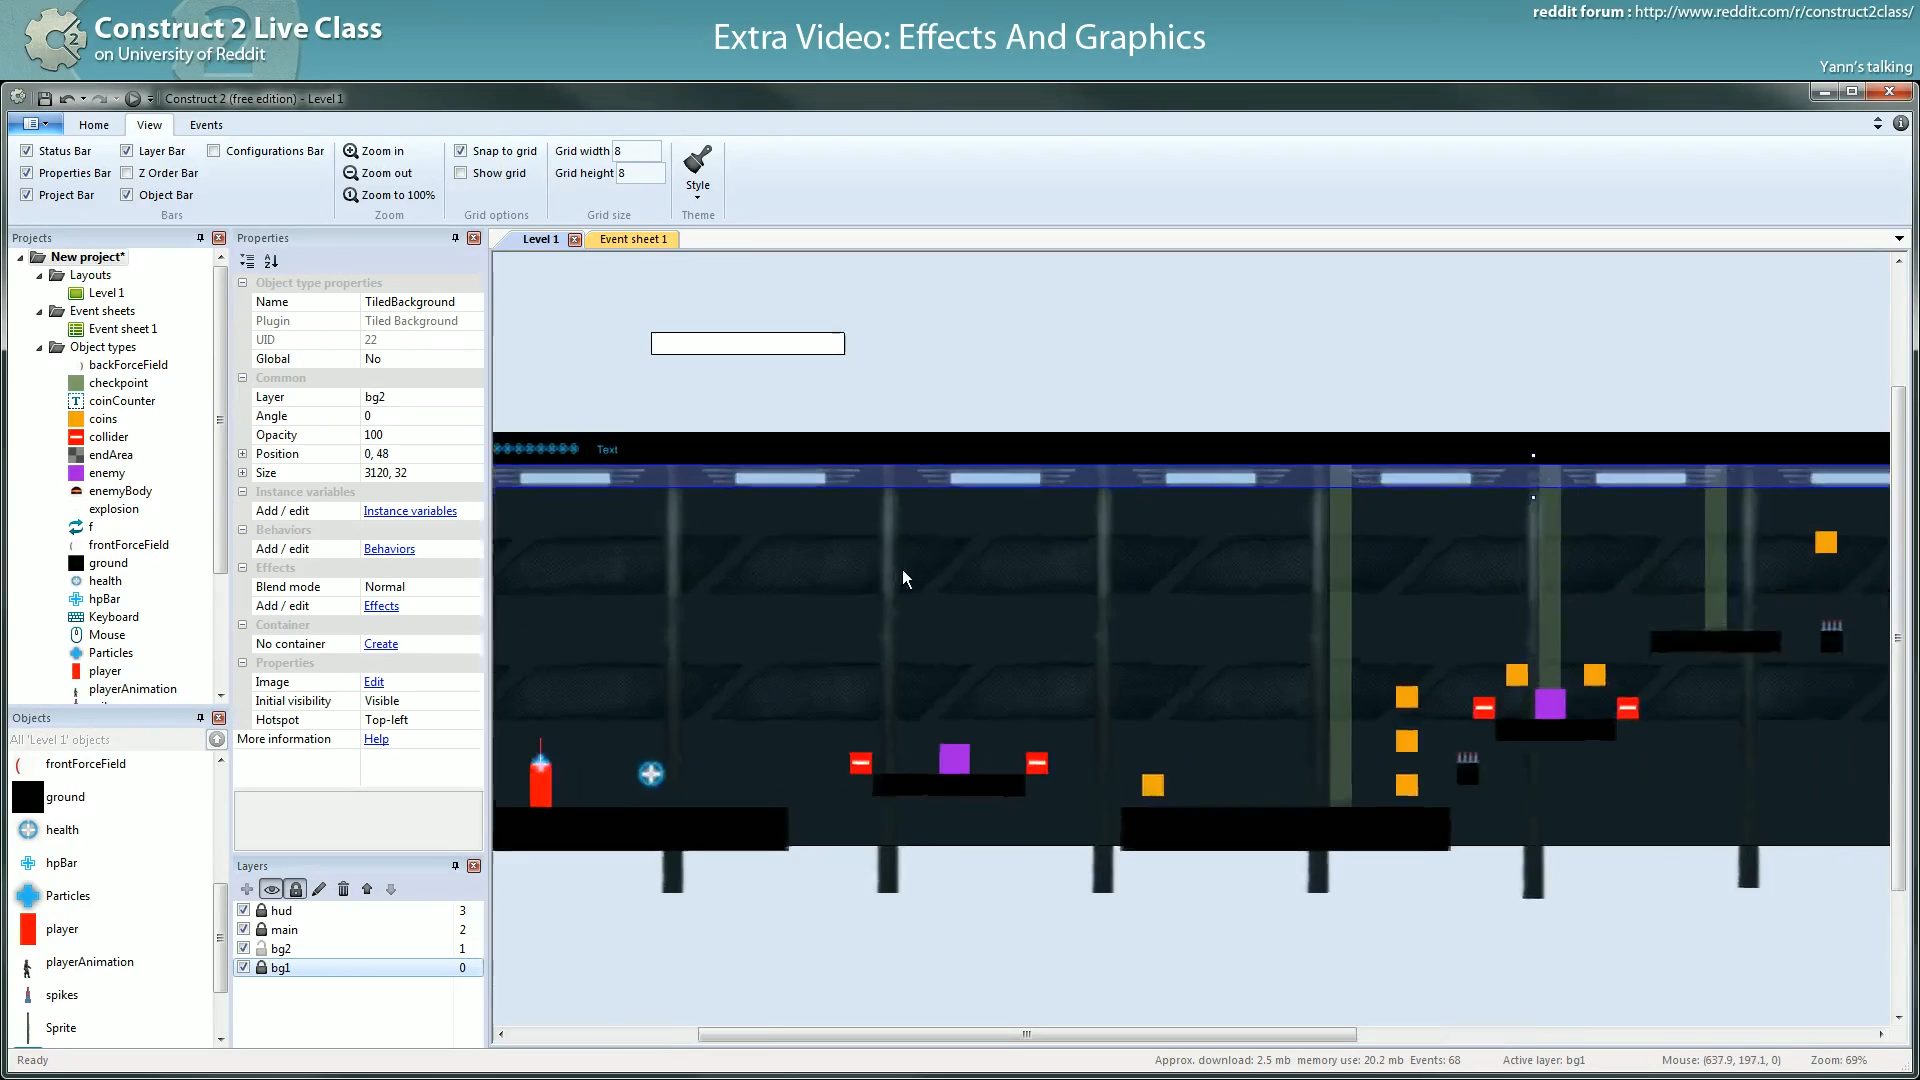 Construct 2 Live Class
on University of Reddit
Extra Video: Effects And Graphics
reddit forum : http://www.reddit.com/r/construct2class/
Yann's talking
Construct 2 (free edition) - Level 1
Home View Events
Status Bar Layer Bar Configurations Bar
Properties Bar Z Order Bar
Project Bar Object Bar
Bars
Zoom in
Zoom out
Zoom to 100%
Zoom
Snap to grid
Show grid
Grid options
Grid width 8
Grid height 8
Grid size
Style
Theme
Projects
New project*
Layouts
Level 1
Event sheets
Event sheet 1
Object types
backForceField
checkpoint
coinCounter
coins
collider
endArea
enemy
enemyBody
explosion
f
frontForceField
ground
health
hpBar
Keyboard
Mouse
Particles
player
playerAnimation
Objects
All 'Level 1' objects
frontForceField
ground
health
hpBar
Particles
player
playerAnimation
spikes
Sprite
Properties
Object type properties
Name TiledBackground
Plugin Tiled Background
UID 22
Global No
Common
Layer bg2
Angle 0
Opacity 100
Position 0, 48
Size 3120, 32
Instance variables
Add / edit Instance variables
Behaviors
Add / edit Behaviors
Effects
Blend mode Normal
Add / edit Effects
Container
No container Create
Properties
Image Edit
Initial visibility Visible
Hotspot Top-left
More information Help
Layers
hud 3
main 2
bg2 1
bg1 0
Level 1 Event sheet 1
Text
Ready
Approx. download: 2.5 mb memory use: 20.2 mb Events: 68 Active layer: bg1 Mouse: (637.9, 197.1, 0) Zoom: 69%